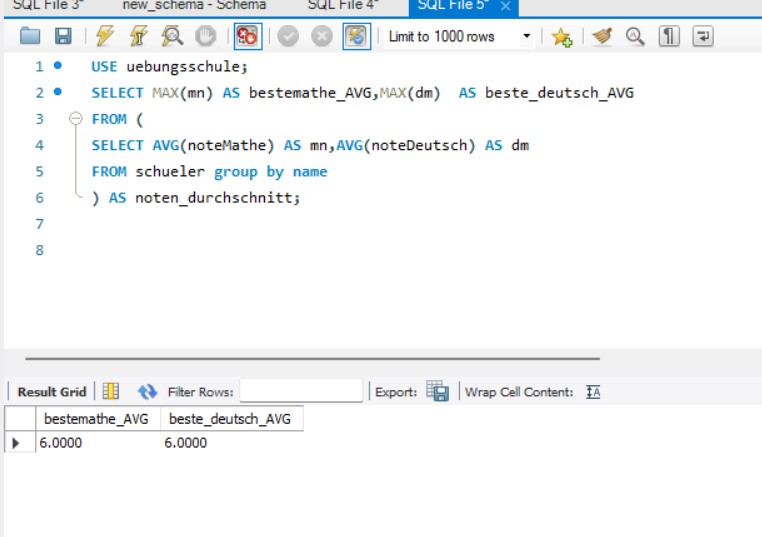 SQL File 3* new_schema - Schema SQL File 4* SQL File 5* ×
Limit to 1000 rows
1 USE uebungsschule;
2 SELECT MAX(mn) AS bestemathe_AVG,MAX(dm)  AS beste_deutsch_AVG
3 FROM (
4 SELECT AVG(noteMathe) AS mn,AVG(noteDeutsch) AS dm
5 FROM schueler group by name
6 ) AS noten_durchschnitt;
7
8
Result Grid Filter Rows: Export: Wrap Cell Content: IA
bestemathe_AVG beste_deutsch_AVG
6.0000 6.0000